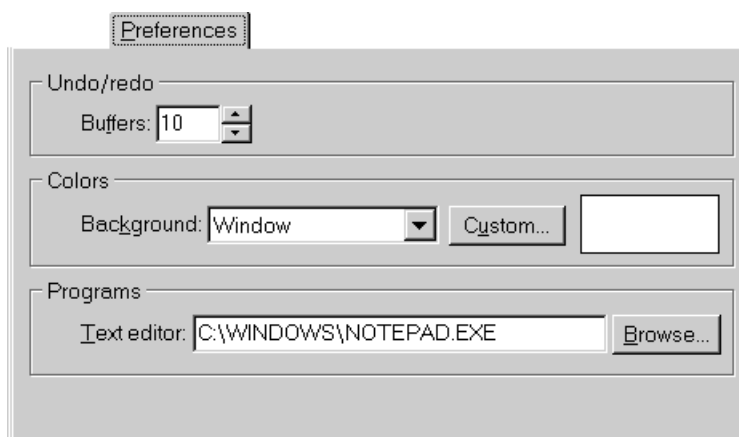 Preferences
Undo/redo
Buffers: 10
Colors
Background: Window Custom...
Programs
Text editor: C:\WINDOWS\NOTEPAD.EXE Browse...